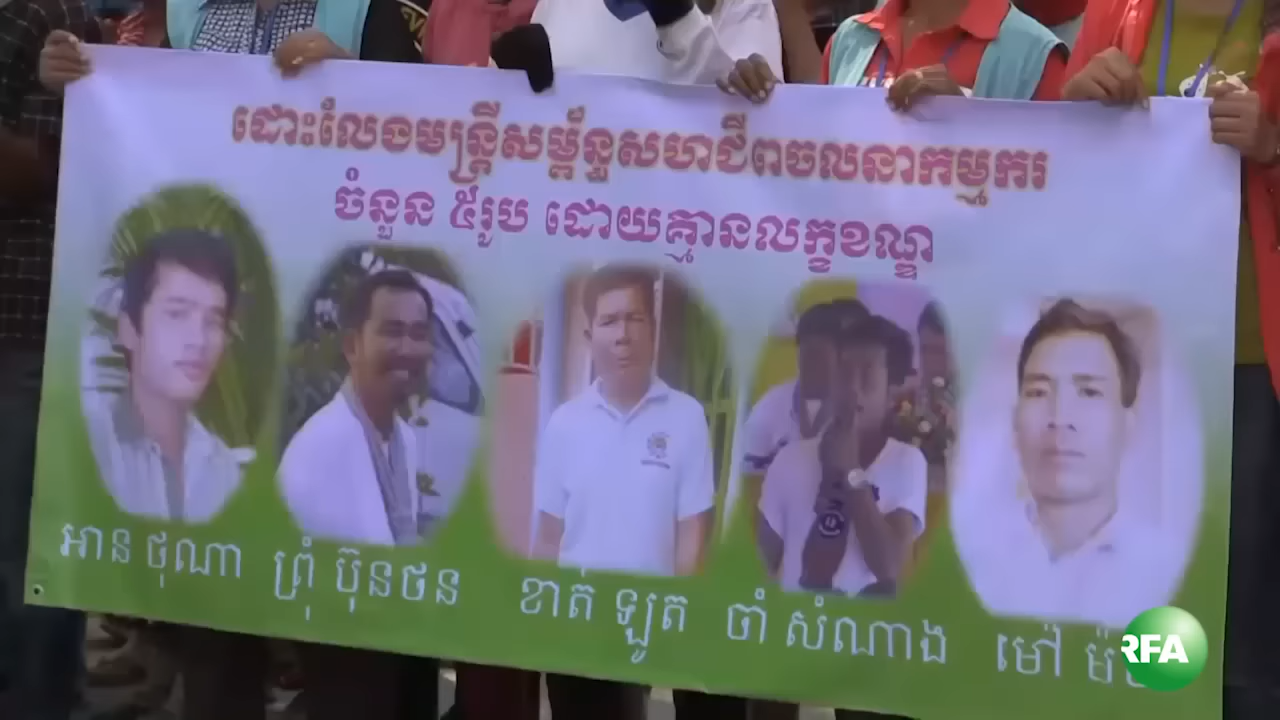 ដោះលែងមន្ត្រីសម្ព័ន្ធសហជីពចលនាកម្មករ
ចំនួន ៥រូប ដោយគ្មានលក្ខខណ្ឌ
អាន ថុណា
ព្រុំ ប៊ុនថន
ខាត់ ឡូត
ចាំ សំណាង
ម៉ៅ
RFA